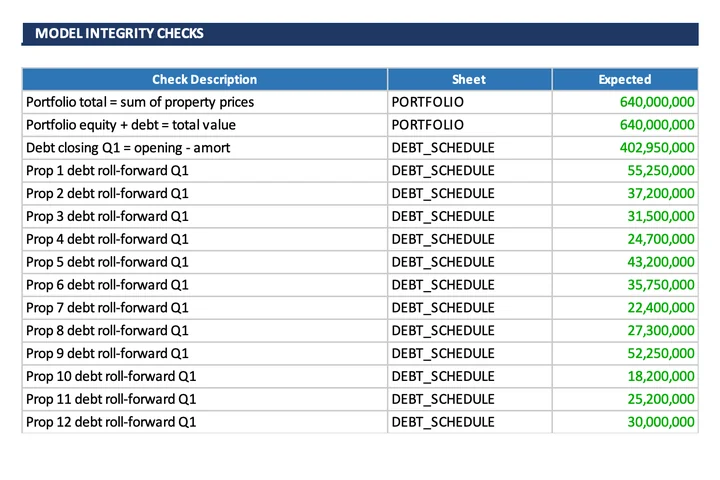 MODEL INTEGRITY CHECKS
Check Description Sheet Expected
Portfolio total = sum of property prices PORTFOLIO 640,000,000
Portfolio equity + debt = total value PORTFOLIO 640,000,000
Debt closing Q1 = opening - amort DEBT_SCHEDULE 402,950,000
Prop 1 debt roll-forward Q1 DEBT_SCHEDULE 55,250,000
Prop 2 debt roll-forward Q1 DEBT_SCHEDULE 37,200,000
Prop 3 debt roll-forward Q1 DEBT_SCHEDULE 31,500,000
Prop 4 debt roll-forward Q1 DEBT_SCHEDULE 24,700,000
Prop 5 debt roll-forward Q1 DEBT_SCHEDULE 43,200,000
Prop 6 debt roll-forward Q1 DEBT_SCHEDULE 35,750,000
Prop 7 debt roll-forward Q1 DEBT_SCHEDULE 22,400,000
Prop 8 debt roll-forward Q1 DEBT_SCHEDULE 27,300,000
Prop 9 debt roll-forward Q1 DEBT_SCHEDULE 52,250,000
Prop 10 debt roll-forward Q1 DEBT_SCHEDULE 18,200,000
Prop 11 debt roll-forward Q1 DEBT_SCHEDULE 25,200,000
Prop 12 debt roll-forward Q1 DEBT_SCHEDULE 30,000,000